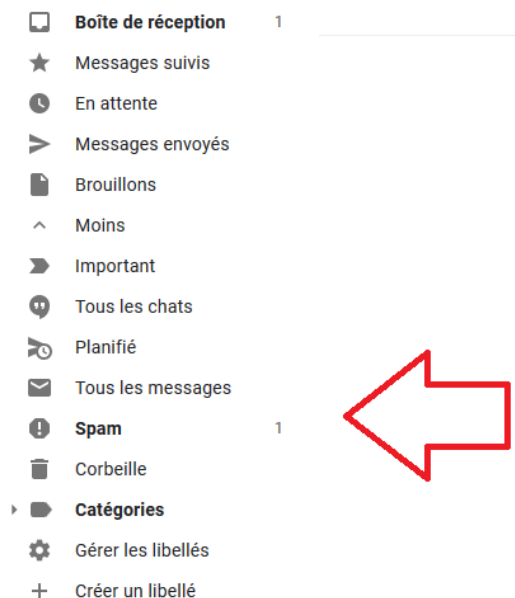 Boîte de réception 1
Messages suivis
En attente
Messages envoyés
Brouillons
Moins
Important
Tous les chats
Planifié
Tous les messages
Spam 1
Corbeille
Catégories
Gérer les libellés
Créer un libellé